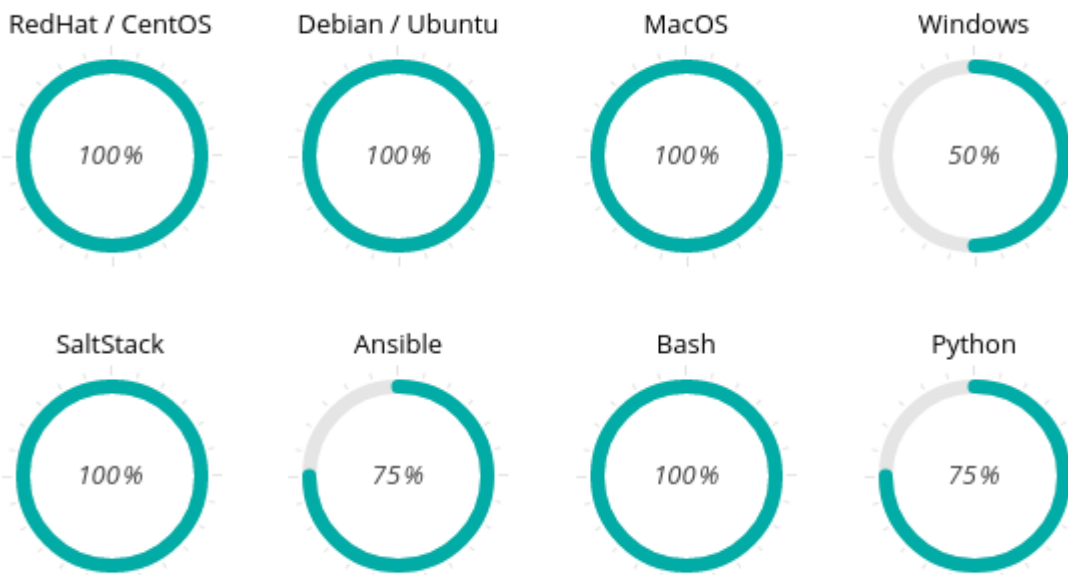 RedHat / CentOS
Debian / Ubuntu
MacOS
Windows
100%
100%
100%
50%
SaltStack
Ansible
Bash
Python
100%
75%
100%
75%